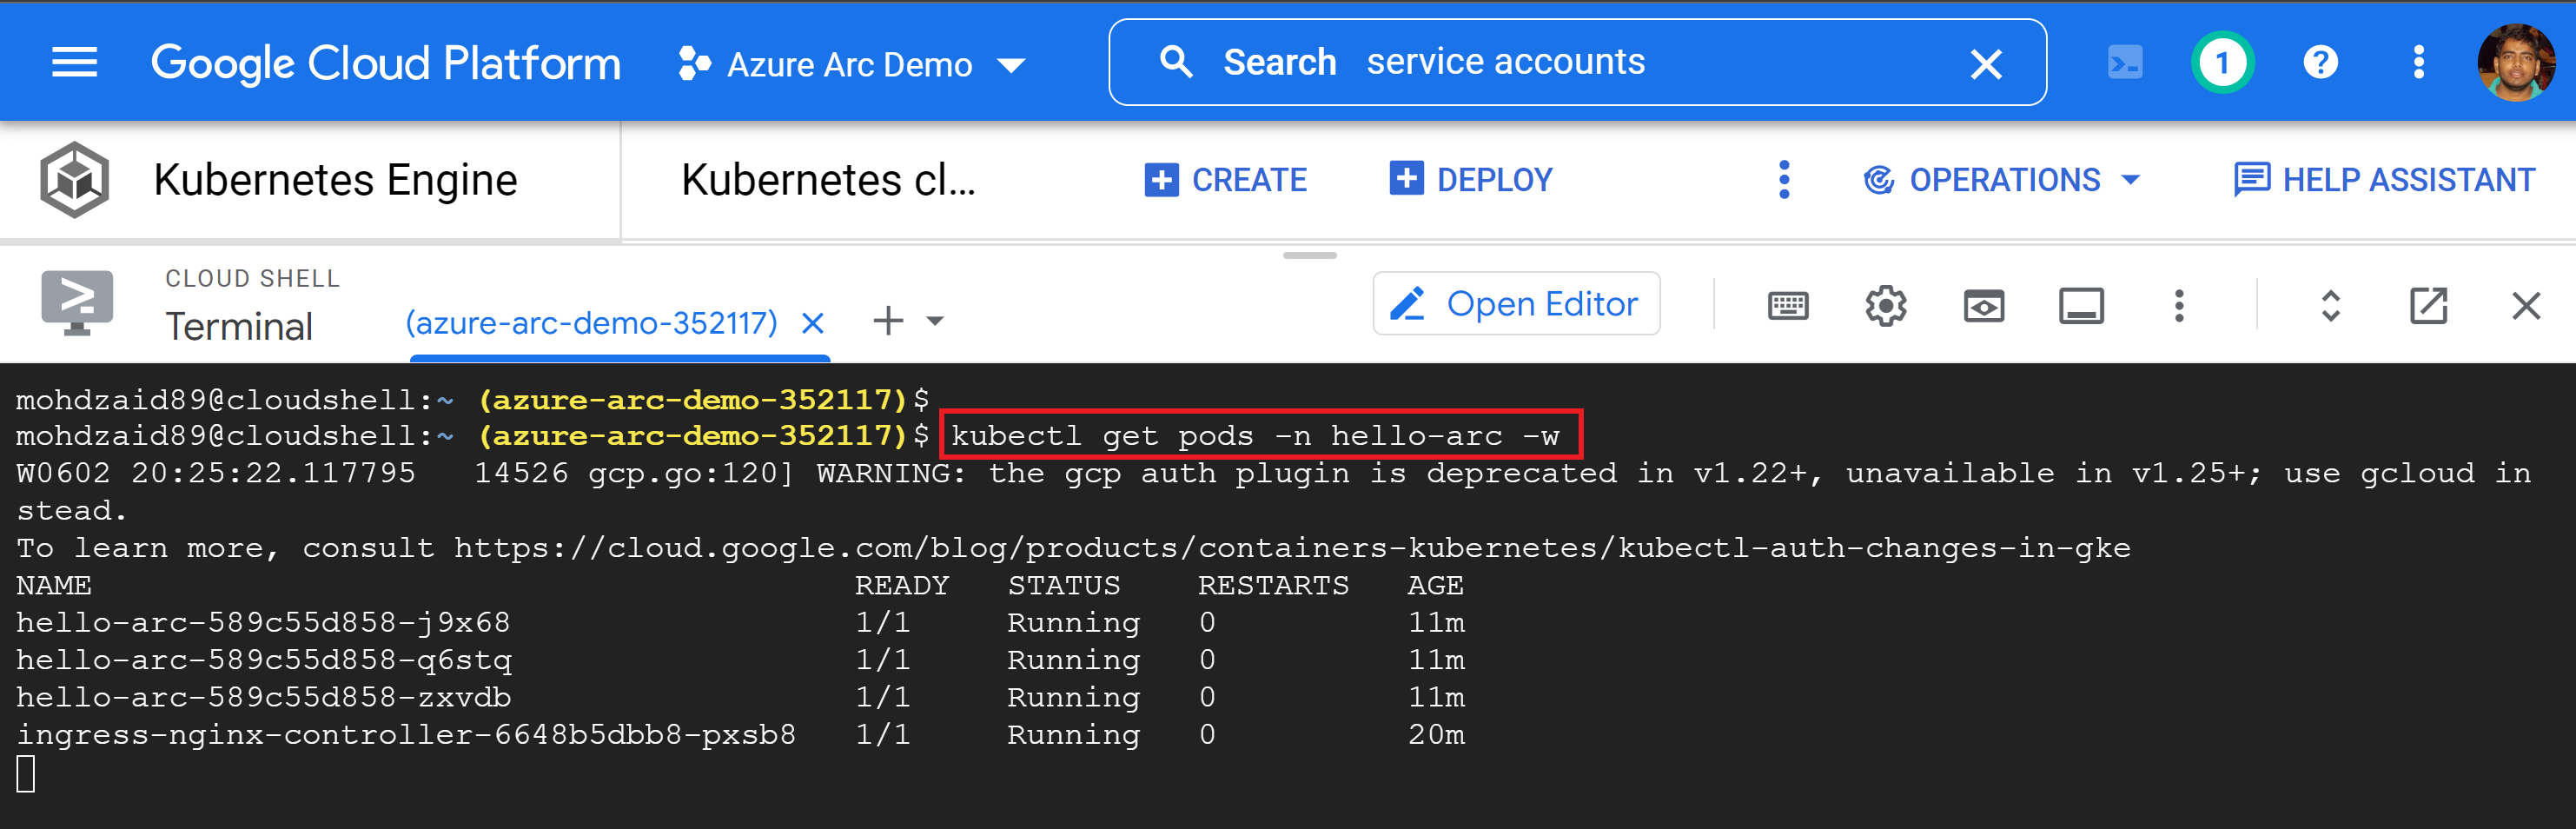 Google Cloud Platform Azure Arc Demo Search service accounts 1 ?
Kubernetes Engine Kubernetes cl... CREATE DEPLOY OPERATIONS HELP ASSISTANT
CLOUD SHELL
Terminal (azure-arc-demo-352117) Open Editor
mohdzaid89@cloudshell:~ (azure-arc-demo-352117)$
mohdzaid89@cloudshell:~ (azure-arc-demo-352117)$ kubectl get pods -n hello-arc -w
W0602 20:25:22.117795   14526 gcp.go:120] WARNING: the gcp auth plugin is deprecated in v1.22+, unavailable in v1.25+; use gcloud in
stead.
To learn more, consult https://cloud.google.com/blog/products/containers-kubernetes/kubectl-auth-changes-in-gke
NAME                                        READY   STATUS    RESTARTS   AGE
hello-arc-589c55d858-j9x68                  1/1     Running   0          11m
hello-arc-589c55d858-q6stq                  1/1     Running   0          11m
hello-arc-589c55d858-zxvdb                  1/1     Running   0          11m
ingress-nginx-controller-6648b5dbb8-pxsb8   1/1     Running   0          20m